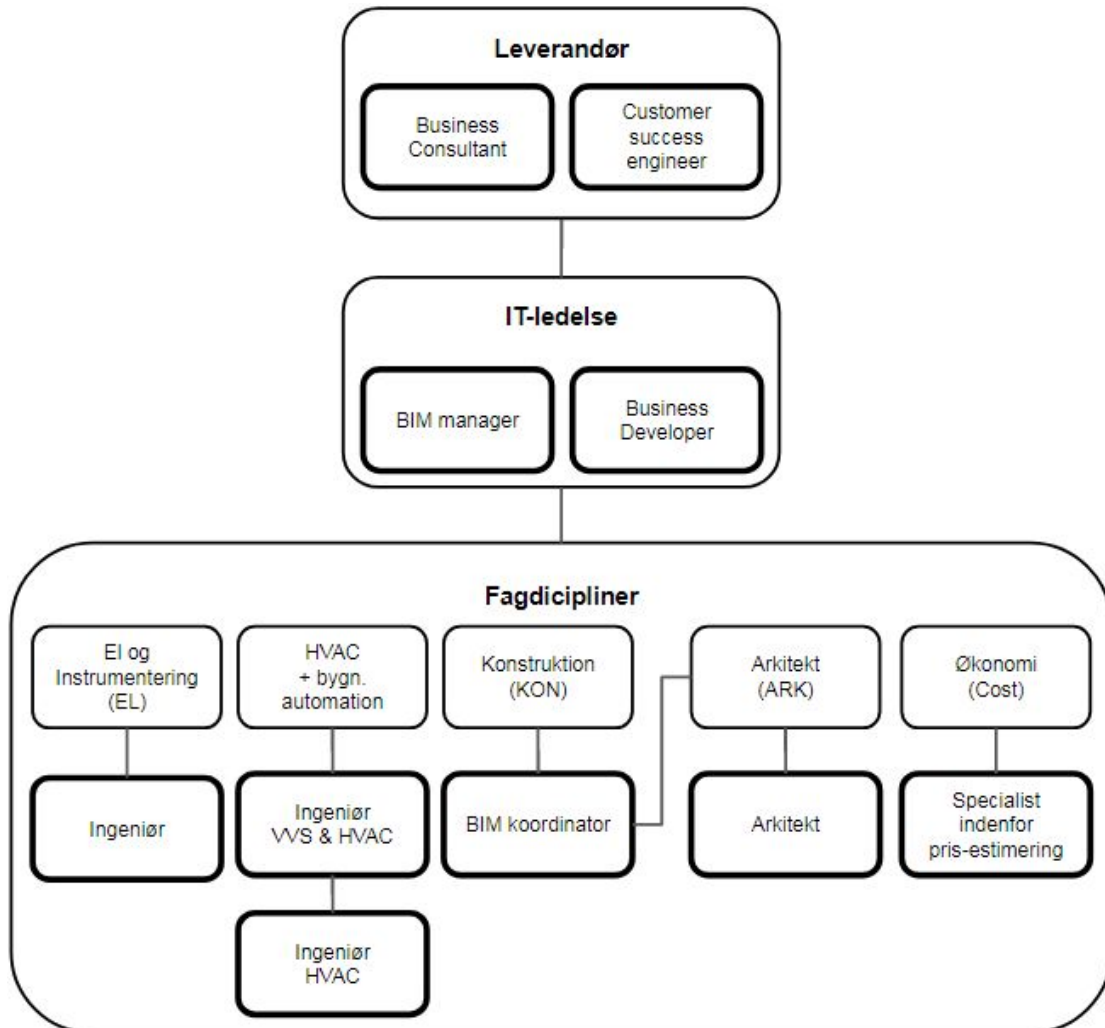 Leverandør
Business
Consultant
Customer
success
engineer
IT-ledelse
BIM manager
Business
Developer
Fagdicipliner
El og
Instrumentering
(EL)
HVAC
+ bygn.
automation
Konstruktion
(KON)
Arkitekt
(ARK)
Økonomi
(Cost)
Ingeniør
Ingeniør
VVS & HVAC
BIM koordinator
Arkitekt
Specialist
indenfor
pris-estimering
Ingeniør
HVAC